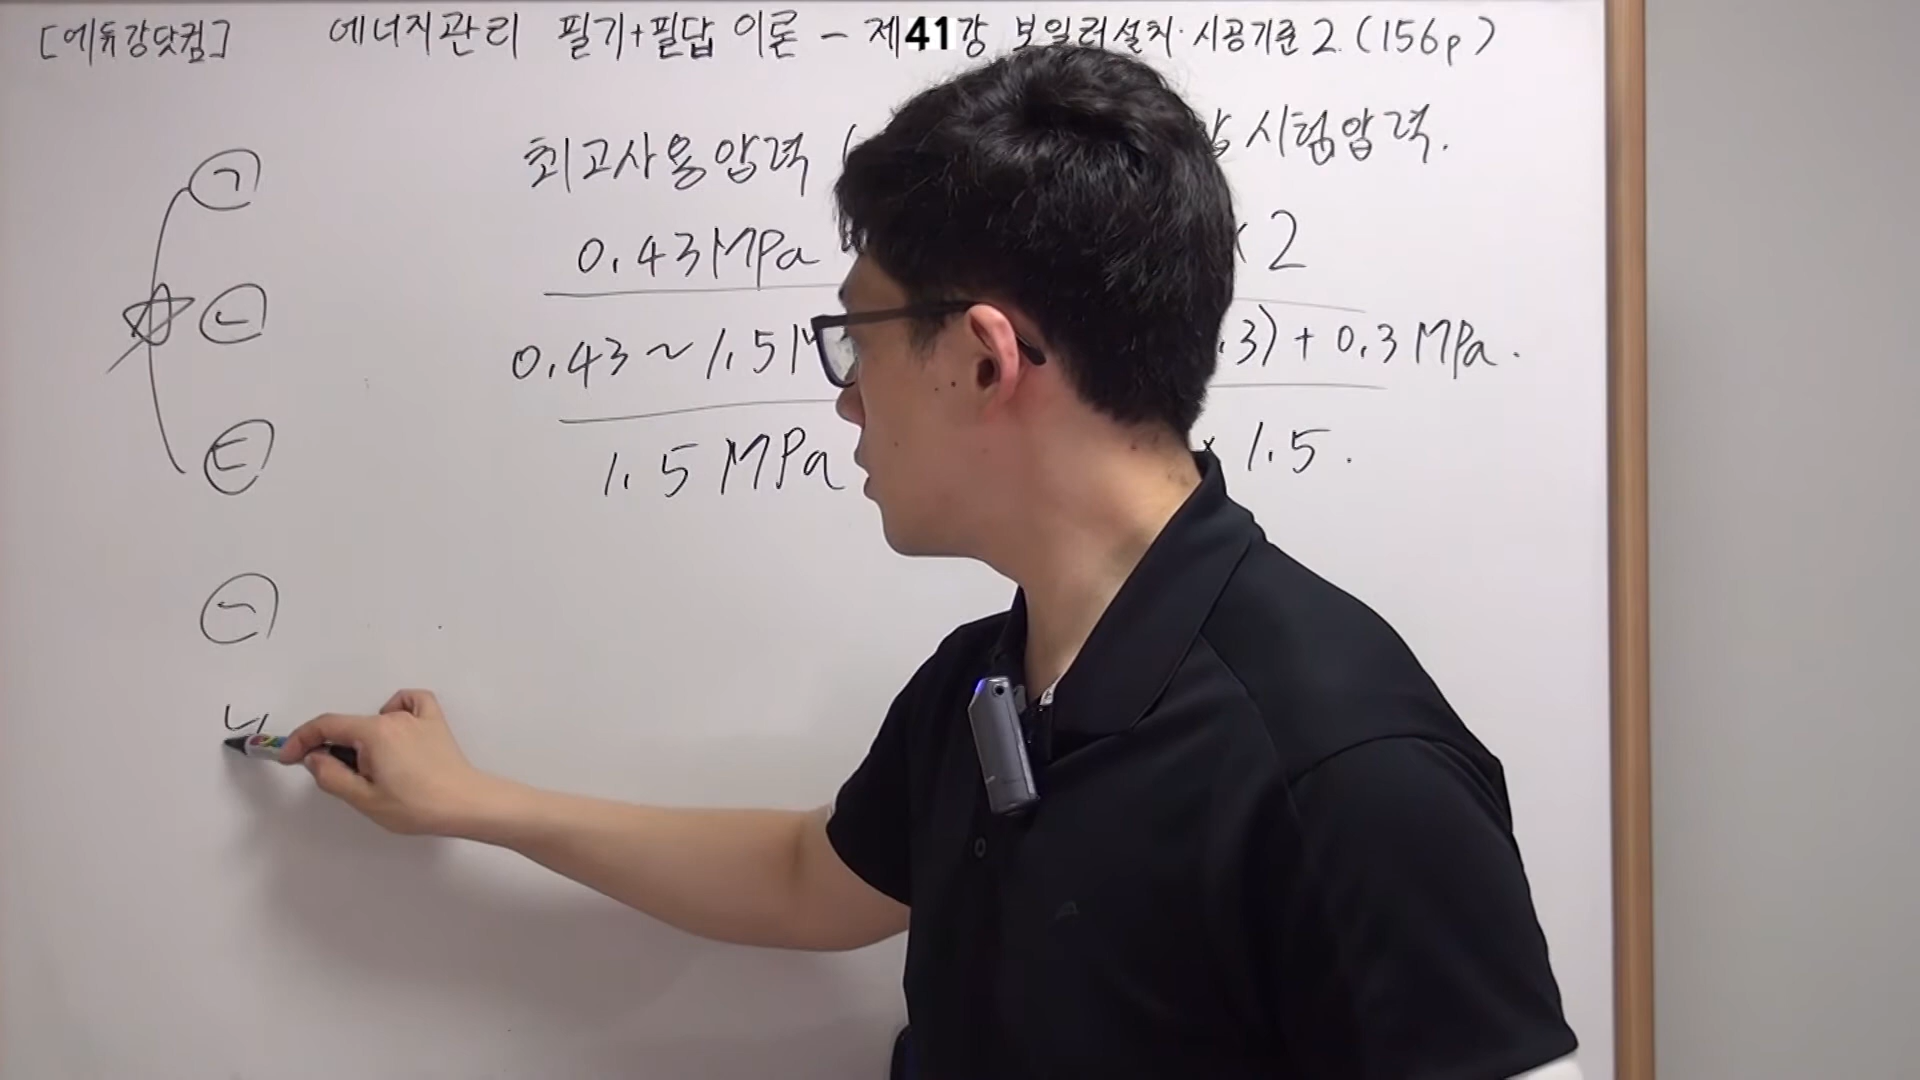 [에듀강닷컴] 에너지관리 필기+필답 이론 - 제41강 보일러설치·시공기준 2. (156p)
최고사용압력 ( 시험압력.
ㄱ
0.43MPa 2
ㄴ
0.43 ~ 1.5M .3) + 0.3 MPa.
ㄷ
1.5 MPa × 1.5.
ㄹ